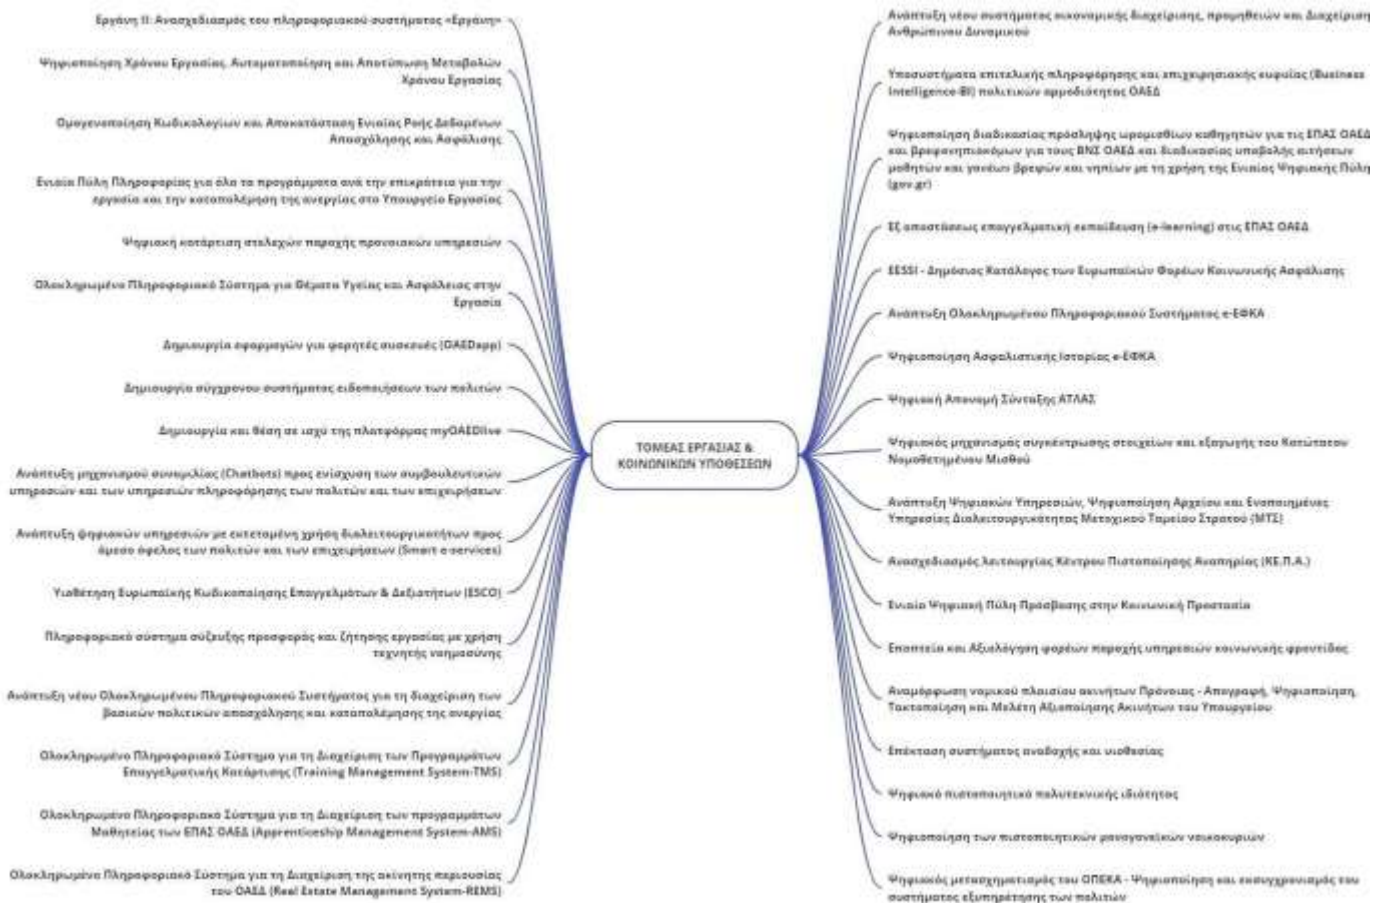 Εργάνη ΙΙ: Ανασχεδιασμός του πληροφοριακού συστήματος «Εργάνη»
Ψηφιοποίηση Χρόνου Εργασίας, Αυτοματοποίηση και Αποτύπωση Μεταβολών
Χρόνου Εργασίας
Ομογενοποίηση Κωδικολογίων και Αποκατάσταση Ενιαίας Ροής Δεδομένων
Απασχόλησης και Ασφάλισης
Ενιαία Πύλη Πληροφορίας για όλα τα προγράμματα ανά την επικράτεια για την
εργασία και την καταπολέμηση της ανεργίας στο Υπουργείο Εργασίας
Ψηφιακή κατάρτιση στελεχών παροχής προνοιακών υπηρεσιών
Ολοκληρωμένο Πληροφοριακό Σύστημα για Θέματα Υγείας και Ασφάλειας στην
Εργασία
Δημιουργία εφαρμογών για φορητές συσκευές (OAEDapp)
Δημιουργία σύγχρονου συστήματος ειδοποιήσεων των πολιτών
Δημιουργία και θέση σε ισχύ της πλατφόρμας myOAEDlive
Ανάπτυξη μηχανισμού συνομιλίας (Chatbots) προς ενίσχυση των συμβουλευτικών
υπηρεσιών και των υπηρεσιών πληροφόρησης των πολιτών και των επιχειρήσεων
Ανάπτυξη ψηφιακών υπηρεσιών με εκτεταμένη χρήση διαλειτουργικοτήτων προς
άμεσο όφελος των πολιτών και των επιχειρήσεων (Smart e-services)
Υιοθέτηση Ευρωπαϊκής Κωδικοποίησης Επαγγελμάτων & Δεξιοτήτων (ESCO)
Πληροφοριακό σύστημα σύζευξης προσφοράς και ζήτησης εργασίας με χρήση
τεχνητής νοημοσύνης
Ανάπτυξη νέου Ολοκληρωμένου Πληροφοριακού Συστήματος για τη διαχείριση των
βασικών πολιτικών απασχόλησης και καταπολέμησης της ανεργίας
Ολοκληρωμένο Πληροφοριακό Σύστημα για τη Διαχείριση των Προγραμμάτων
Επαγγελματικής Κατάρτισης (Training Management System-TMS)
Ολοκληρωμένο Πληροφοριακό Σύστημα για τη Διαχείριση των προγραμμάτων
Μαθητείας των ΕΠΑΣ ΟΑΕΔ (Apprenticeship Management System-AMS)
Ολοκληρωμένο Πληροφοριακό Σύστημα για τη Διαχείριση της ακίνητης περιουσίας
του ΟΑΕΔ (Real Estate Management System-REMS)
ΤΟΜΕΑΣ ΕΡΓΑΣΙΑΣ &
ΚΟΙΝΩΝΙΚΩΝ ΥΠΟΘΕΣΕΩΝ
Ανάπτυξη νέου συστήματος οικονομικής διαχείρισης, προμηθειών και Διαχείριση
Ανθρώπινου Δυναμικού
Υποσυστήματα επιτελικής πληροφόρησης και επιχειρησιακής ευφυίας (Business
Intelligence-BI) πολιτικών αρμοδιότητας ΟΑΕΔ
Ψηφιοποίηση διαδικασίας πρόσληψης ωρομισθίων καθηγητών για τις ΕΠΑΣ ΟΑΕΔ
και βρεφονηπιοκόμων για τους ΒΝΣ ΟΑΕΔ και διαδικασίας υποβολής αιτήσεων
μαθητών και γονέων βρεφών και νηπίων με τη χρήση της Ενιαίας Ψηφιακής Πύλη
(gov.gr)
Εξ αποστάσεως επαγγελματική εκπαίδευση (e-learning) στις ΕΠΑΣ ΟΑΕΔ
EESSI - Δημόσιος Κατάλογος των Ευρωπαϊκών Φορέων Κοινωνικής Ασφάλισης
Ανάπτυξη Ολοκληρωμένου Πληροφοριακού Συστήματος e-ΕΦΚΑ
Ψηφιοποίηση Ασφαλιστικής Ιστορίας e-ΕΦΚΑ
Ψηφιακή Απονομή Σύνταξης ΑΤΛΑΣ
Ψηφιακός μηχανισμός συγκέντρωσης στοιχείων και εξαγωγής του Κατώτατου
Νομοθετημένου Μισθού
Ανάπτυξη Ψηφιακών Υπηρεσιών, Ψηφιοποίηση Αρχείου και Ενοποιημένες
Υπηρεσίες Διαλειτουργικότητας Μετοχικού Ταμείου Στρατού (ΜΤΣ)
Ανασχεδιασμός λειτουργίας Κέντρου Πιστοποίησης Αναπηρίας (ΚΕ.Π.Α.)
Ενιαία Ψηφιακή Πύλη Πρόσβασης στην Κοινωνική Προστασία
Εποπτεία και Αξιολόγηση φορέων παροχής υπηρεσιών κοινωνικής φροντίδας
Αναμόρφωση νομικού πλαισίου ακινήτων Πρόνοιας - Απογραφή, Ψηφιοποίηση,
Τακτοποίηση και Μελέτη Αξιοποίησης Ακινήτων του Υπουργείου
Επέκταση συστήματος αναδοχής και υιοθεσίας
Ψηφιακό πιστοποιητικό πολυτεκνικής ιδιότητας
Ψηφιοποίηση των πιστοποιητικών μονογονεϊκών νοικοκυριών
Ψηφιακός μετασχηματισμός του ΟΠΕΚΑ - Ψηφιοποίηση και εκσυγχρονισμός του
συστήματος εξυπηρέτησης των πολιτών